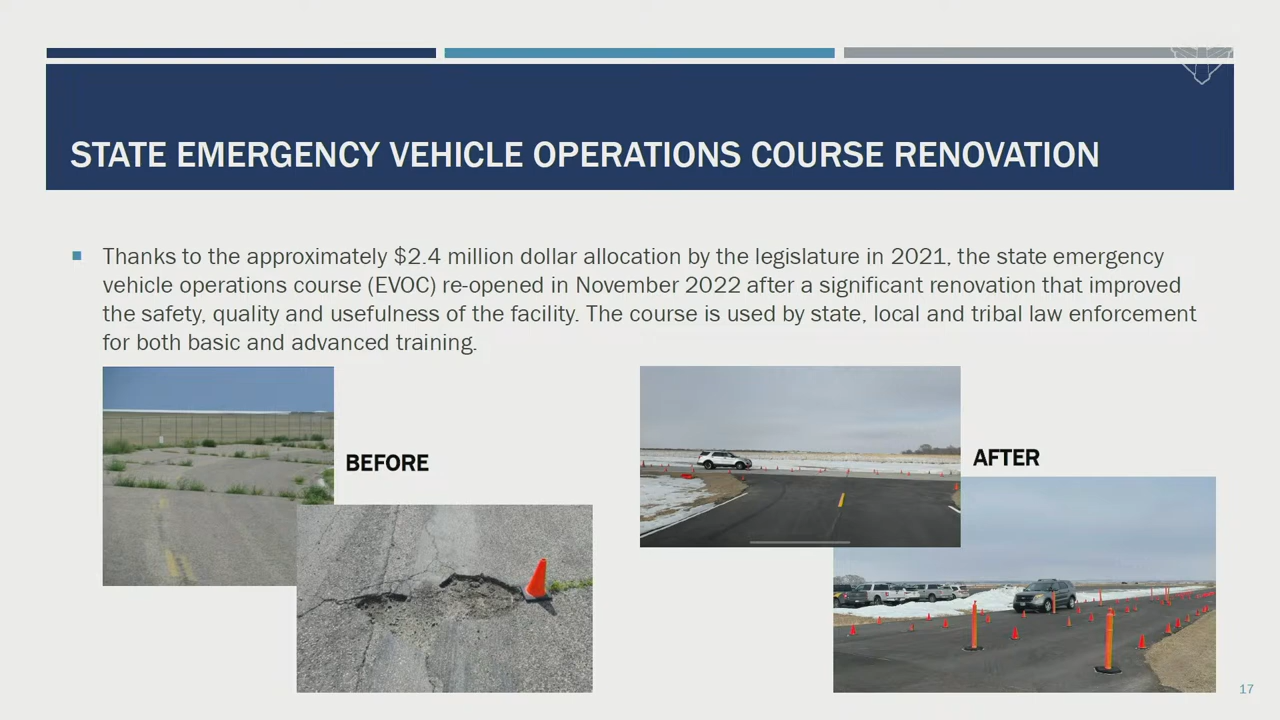 STATE EMERGENCY VEHICLE OPERATIONS COURSE RENOVATION
Thanks to the approximately $2.4 million dollar allocation by the legislature in 2021, the state emergency
vehicle operations course (EVOC) re-opened in November 2022 after a significant renovation that improved
the safety, quality and usefulness of the facility. The course is used by state, local and tribal law enforcement
for both basic and advanced training.
BEFORE
AFTER
17